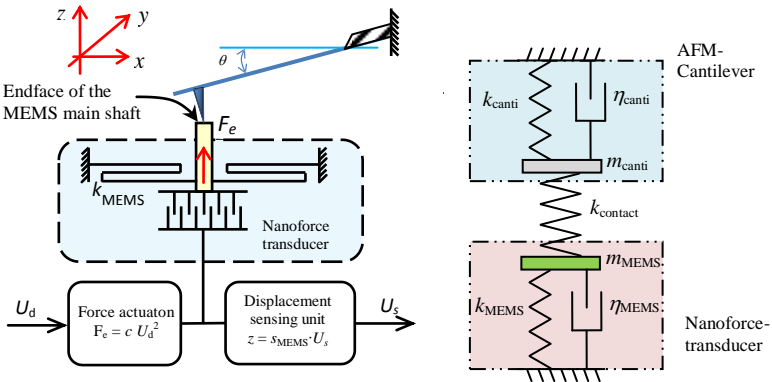 z
y
x
θ
Endface of the
MEMS main shaft
F_e
k_MEMS
Nanoforce
transducer
U_d
Force actuaton
F_e = c U_d^2
Displacement
sensing unit
z = s_MEMS·U_s
U_s
AFM-
Cantilever
k_canti
η_canti
m_canti
k_contact
m_MEMS
k_MEMS
η_MEMS
Nanoforce-
transducer